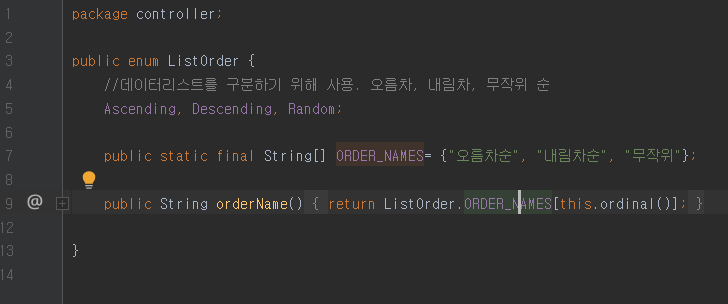 1 package controller;
2
3 public enum ListOrder {
4 //데이터리스트를 구분하기 위해 사용. 오름차, 내림차, 무작위 순
5 Ascending, Descending, Random;
6
7 public static final String[] ORDER_NAMES= {"오름차순", "내림차순", "무작위"};
8
9 @ public String orderName() { return ListOrder.ORDER_NAMES[this.ordinal()]; }
12
13 }
14